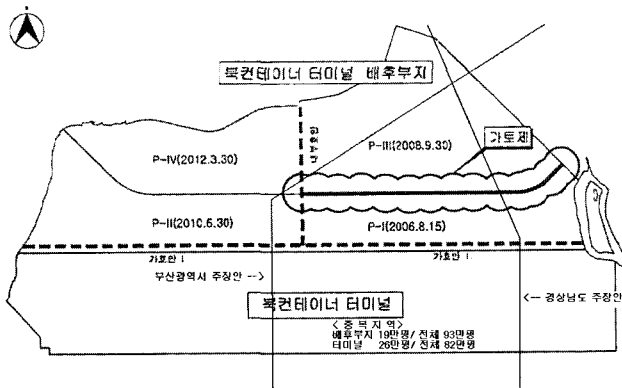 북컨테이너 터미널 배후부지
가토제
P-III(2008.9.30)
내부호안
P-IV(2012.3.30)
P-II(2010.6.30)
P-I(2006.8.15)
가호안 I.
가호안 I.
부산광역시 주장안 -->
<-- 경상남도 주장안
북컨테이너 터미널
<중복지역>
배후부지 19만평/ 전체 93만평
터미널 26만평/ 전체 82만평